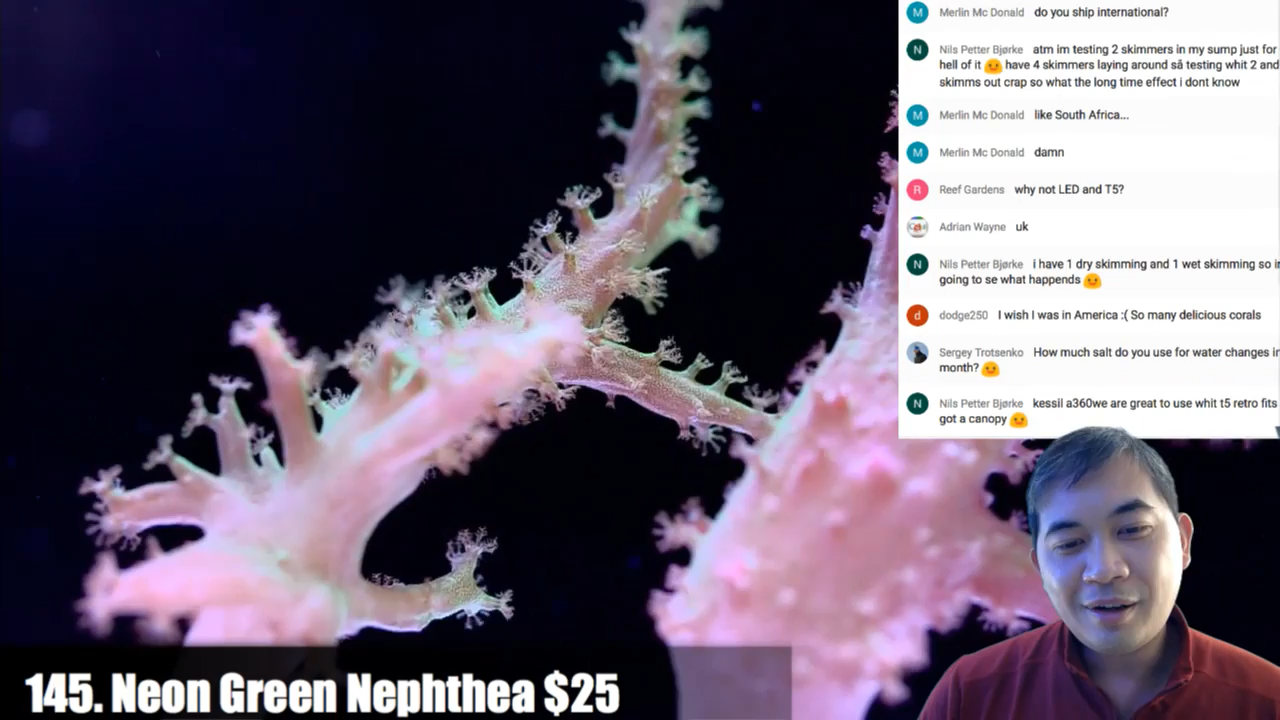 M Merlin Mc Donald do you ship international?
N Nils Petter Bjørke atm im testing 2 skimmers in my sump just for
hell of it have 4 skimmers laying around så testing whit 2 and
skimms out crap so what the long time effect i dont know
M Merlin Mc Donald like South Africa...
M Merlin Mc Donald damn
R Reef Gardens why not LED and T5?
Adrian Wayne uk
N Nils Petter Bjørke i have 1 dry skimming and 1 wet skimming so
going to se what happends
d dodge250 I wish I was in America :( So many delicious corals
Sergey Trotsenko How much salt do you use for water changes
month?
N Nils Petter Bjørke kessil a360we are great to use whit t5 retro fits
got a canopy
145. Neon Green Nephthea $25